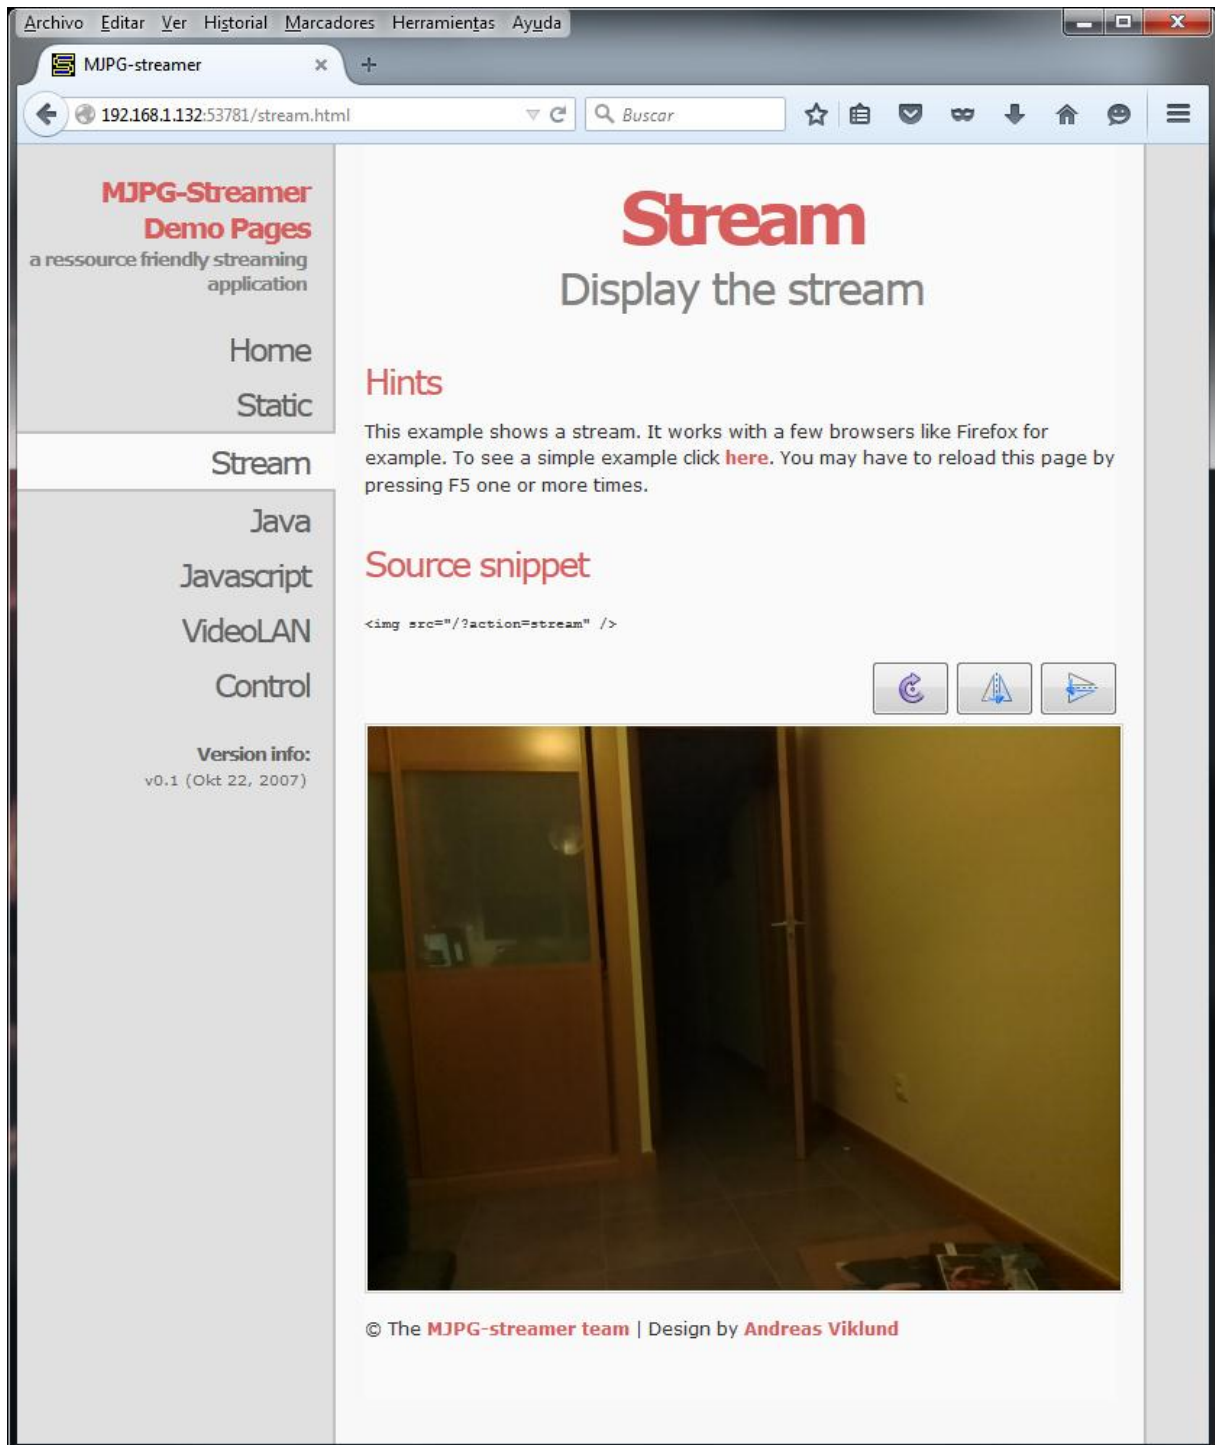 Archivo Editar Ver Historial Marcadores Herramientas Ayuda
MJPG-streamer
192.168.1.132:53781/stream.html
Buscar
MJPG-Streamer
Demo Pages
a ressource friendly streaming
application
Home
Static
Stream
Java
Javascript
VideoLAN
Control
Version info:
v0.1 (Okt 22, 2007)
Stream
Display the stream
Hints
This example shows a stream. It works with a few browsers like Firefox for
example. To see a simple example click here. You may have to reload this page by
pressing F5 one or more times.
Source snippet
<img src="/?action=stream" />
© The MJPG-streamer team | Design by Andreas Viklund